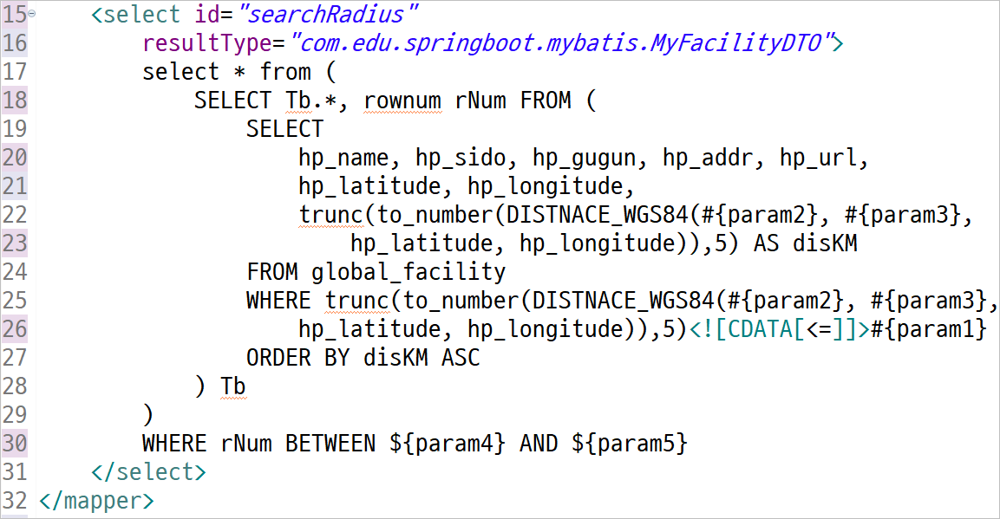 15 <select id="searchRadius"
16 resultType="com.edu.springboot.mybatis.MyFacilityDTO">
17 select * from (
18 SELECT Tb.*, rownum rNum FROM (
19 SELECT
20 hp_name, hp_sido, hp_gugun, hp_addr, hp_url,
21 hp_latitude, hp_longitude,
22 trunc(to_number(DISTNACE_WGS84(#{param2}, #{param3},
23 hp_latitude, hp_longitude)),5) AS disKM
24 FROM global_facility
25 WHERE trunc(to_number(DISTNACE_WGS84(#{param2}, #{param3},
26 hp_latitude, hp_longitude)),5)<![CDATA[<=]]>#{param1}
27 ORDER BY disKM ASC
28 ) Tb
29 )
30 WHERE rNum BETWEEN ${param4} AND ${param5}
31 </select>
32 </mapper>